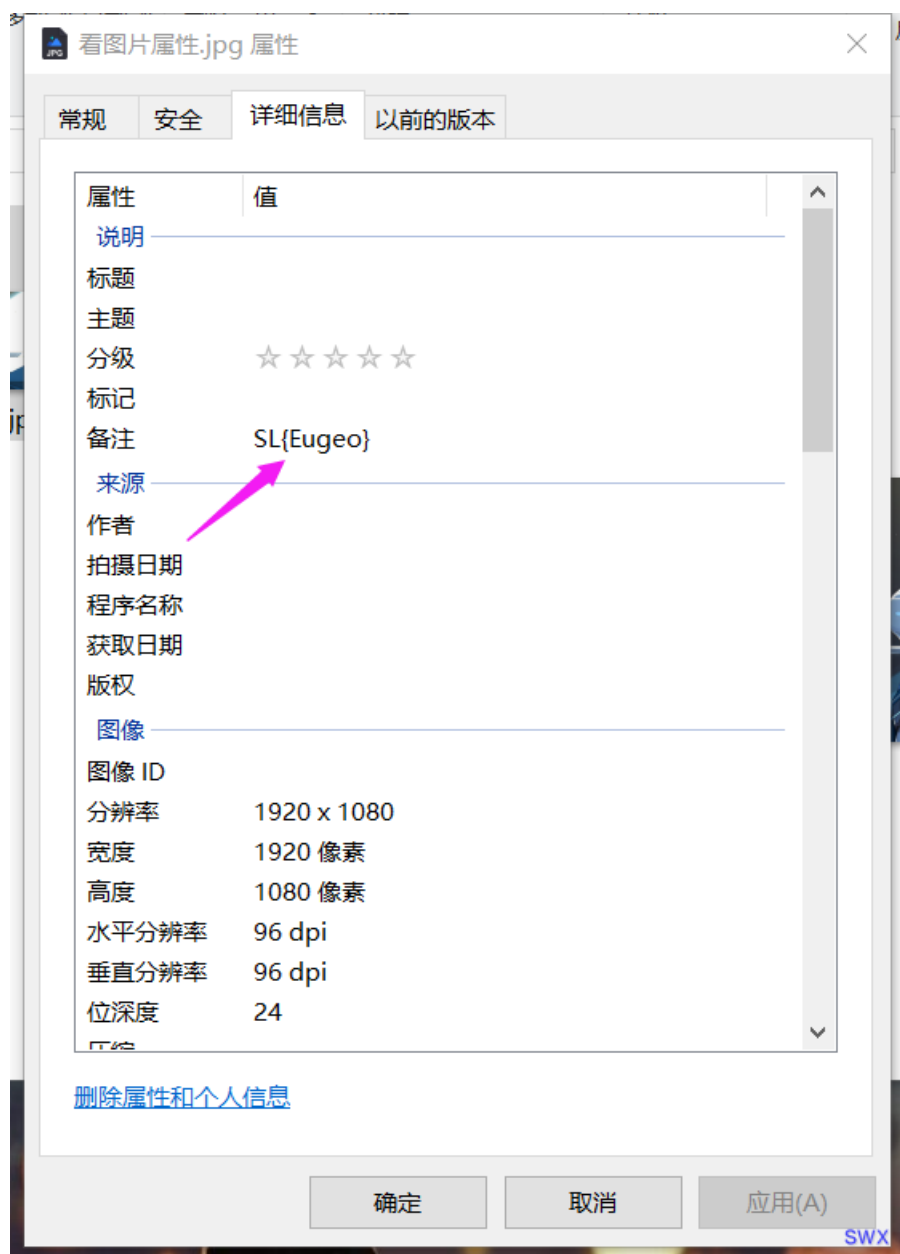 看图片属性.jpg 属性
常规 安全 详细信息 以前的版本
属性 值
说明
标题
主题
分级
标记
备注 SL{Eugeo}
来源
作者
拍摄日期
程序名称
获取日期
版权
图像
图像 ID
分辨率 1920 x 1080
宽度 1920 像素
高度 1080 像素
水平分辨率 96 dpi
垂直分辨率 96 dpi
位深度 24
删除属性和个人信息
确定 取消 应用(A)
SWX